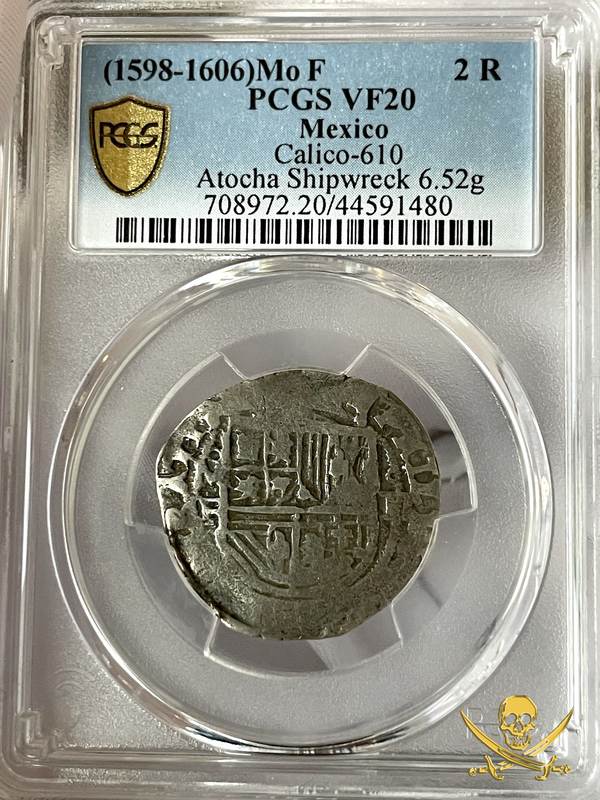 (1598-1606)Mo F 2 R
PCGS VF20
Mexico
Calico-610
Atocha Shipwreck 6.52g
708972.20/44591480
PCGS